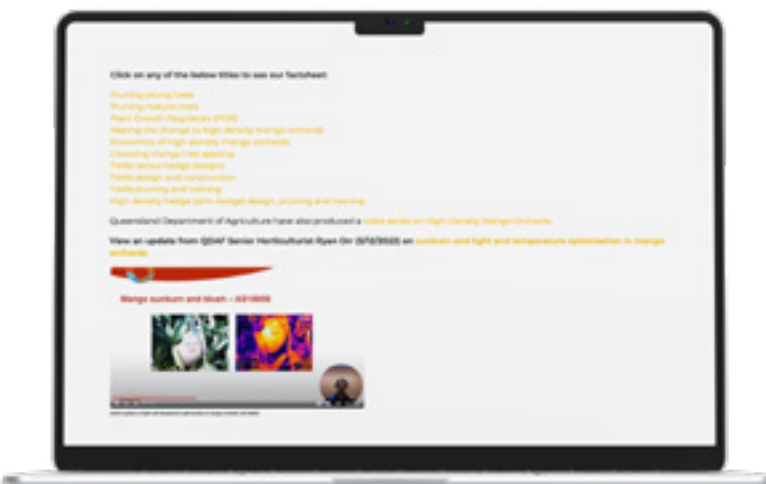 Click on any of the below titles to see our factsheet:
Pruning young trees
Pruning mature trees
Plant Growth Regulators (PGR)
Making the change to high density mango orchards
Economics of high density mango orchards
Choosing mango tree spacing
Trellis versus hedge designs
Trellis design and construction
Trellis pruning and training
High density hedge (slim hedge) design, pruning and training
Queensland Department of Agriculture have also produced a video series on High-Density Mango Orchards.
View an update from QDAF Senior Horticulturist Ryan Orr on sunburn and light and temperature optimisation in mango
orchards.
Mango sunburn and blush –